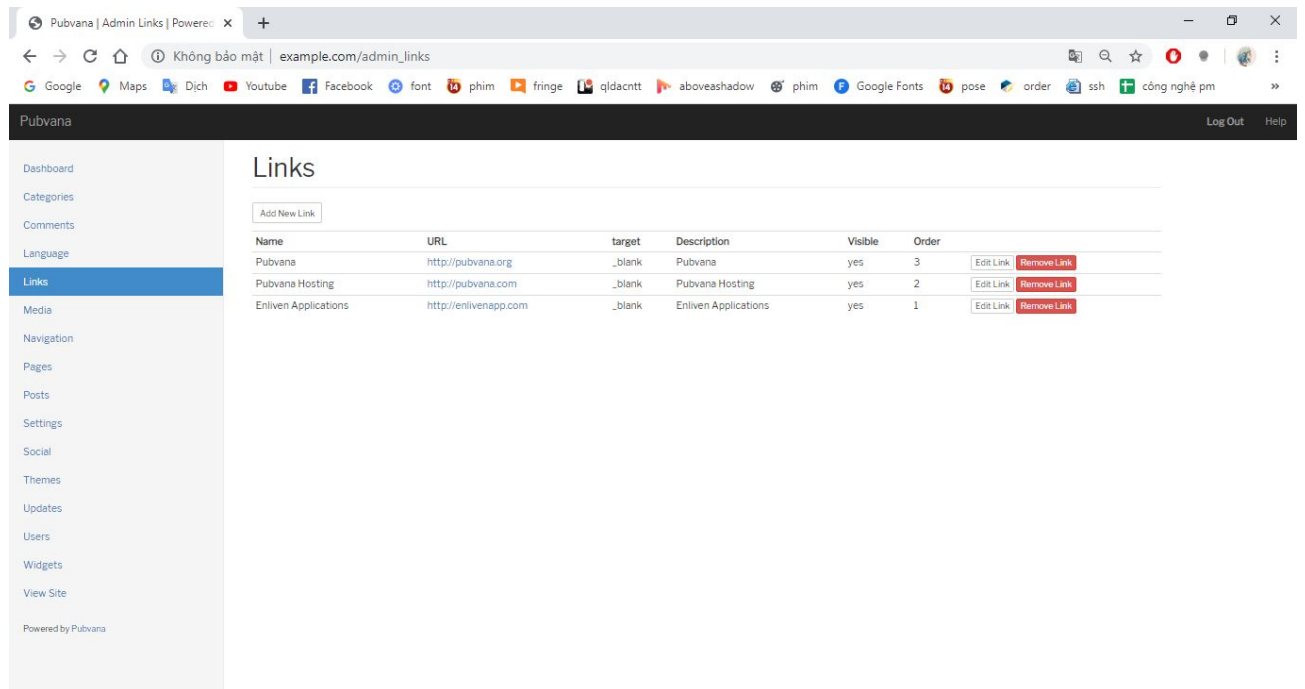 Pubvana | Admin Links | Powered
Không bảo mật | example.com/admin_links
Google Maps Dịch Youtube Facebook font phim fringe qldacntt aboveashadow phim Google Fonts pose order ssh công nghệ pm »
Pubvana Log Out Help
Dashboard
Categories
Comments
Language
Links
Media
Navigation
Pages
Posts
Settings
Social
Themes
Updates
Users
Widgets
View Site
Powered by Pubvana
Links
Add New Link
Name URL target Description Visible Order
Pubvana http://pubvana.org _blank Pubvana yes 3 Edit Link Remove Link
Pubvana Hosting http://pubvana.com _blank Pubvana Hosting yes 2 Edit Link Remove Link
Enliven Applications http://enlivenapp.com _blank Enliven Applications yes 1 Edit Link Remove Link